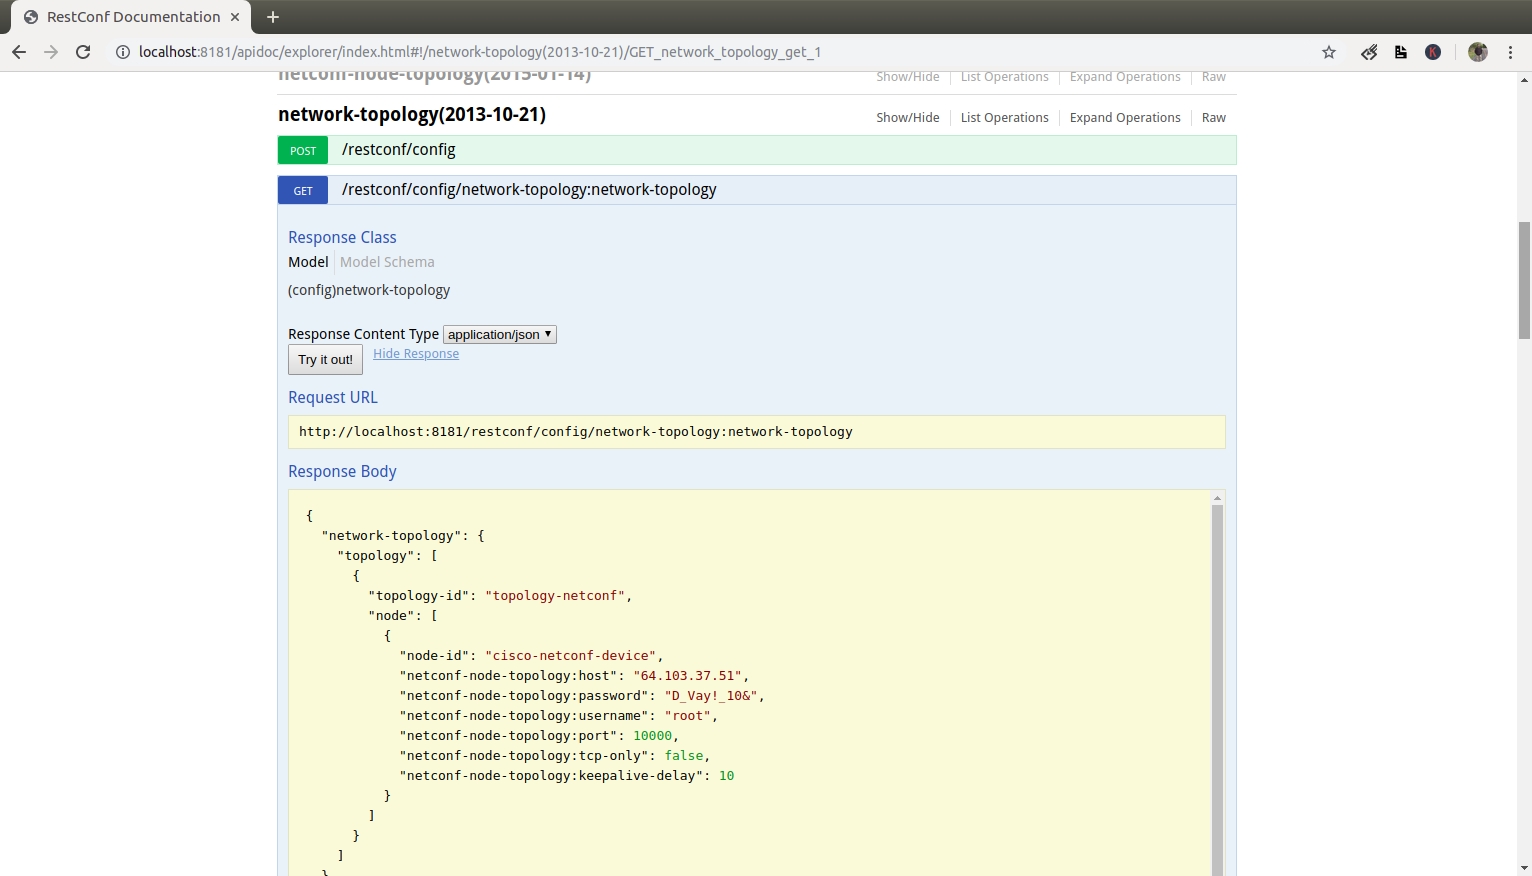 RestConf Documentation
localhost:8181/apidoc/explorer/index.html#!/network-topology(2013-10-21)/GET_network_topology_get_1
K
netconf-node-topology(2015-01-14) Show/Hide List Operations Expand Operations Raw
network-topology(2013-10-21) Show/Hide List Operations Expand Operations Raw
POST /restconf/config
GET /restconf/config/network-topology:network-topology
Response Class
Model Model Schema
(config)network-topology
Response Content Type application/json
Try it out! Hide Response
Request URL
http://localhost:8181/restconf/config/network-topology:network-topology
Response Body
{
"network-topology": {
"topology": [
{
"topology-id": "topology-netconf",
"node": [
{
"node-id": "cisco-netconf-device",
"netconf-node-topology:host": "64.103.37.51",
"netconf-node-topology:password": "D_Vay!_10&",
"netconf-node-topology:username": "root",
"netconf-node-topology:port": 10000,
"netconf-node-topology:tcp-only": false,
"netconf-node-topology:keepalive-delay": 10
}
]
}
]
}